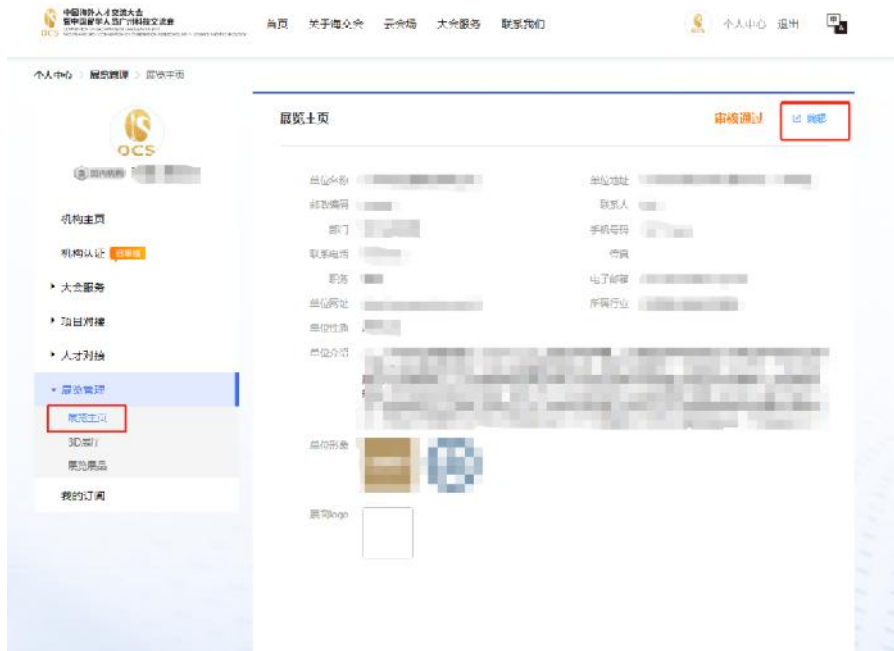 中国海外人才交流大会
暨中国留学人员广州科技交流会
OCS
首页 关于海交会 云会场 大会服务 联系我们
个人中心 退出
个人中心 > 展览管理 > 展览主页
OCS
国内机构
机构主页
机构认证
大会服务
项目对接
人才对接
展览管理
展览主页
3D展厅
展览展品
我的订阅
展览主页
审核通过 编辑
单位名称
单位地址
邮政编码
联系人
部门
手机号码
联系电话
传真
职务
电子邮箱
单位网址
所属行业
单位性质
单位介绍
单位形象
展商logo